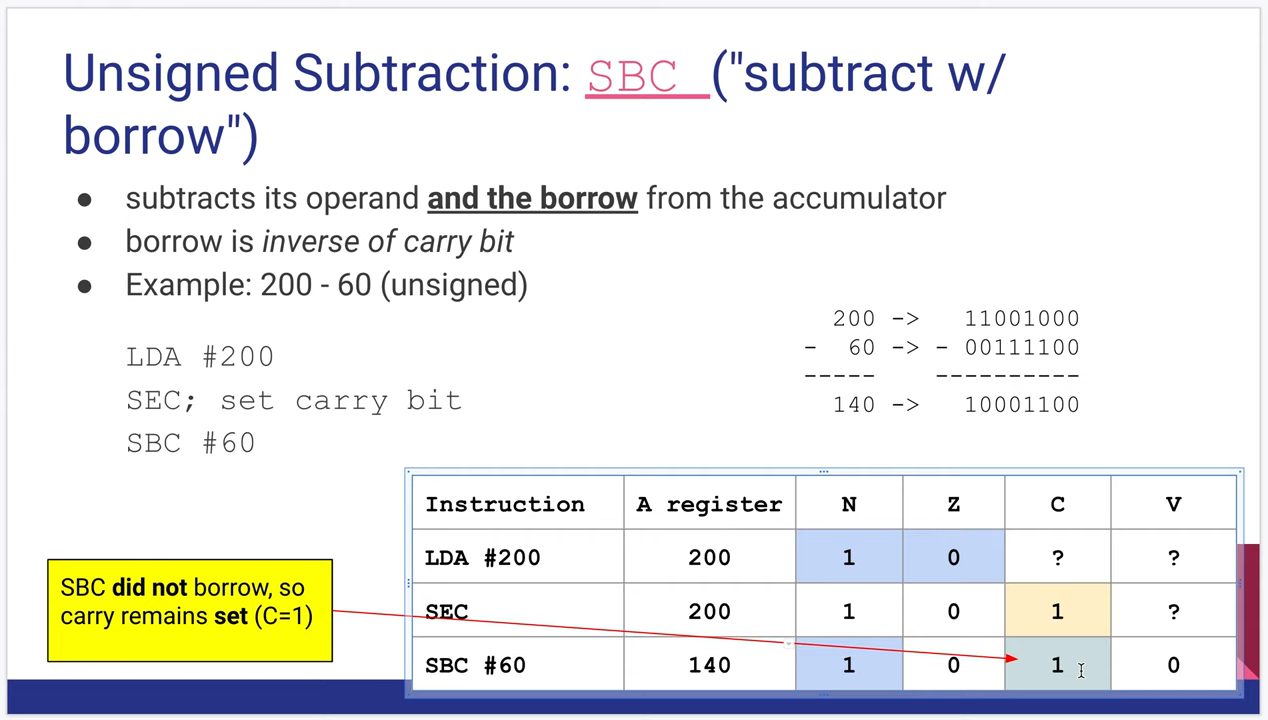 Unsigned Subtraction: SBC ("subtract w/
borrow")
● subtracts its operand and the borrow from the accumulator
● borrow is inverse of carry bit
● Example: 200 - 60 (unsigned)
LDA #200
SEC; set carry bit
SBC #60
200 -> 11001000
- 60 -> - 00111100
----- ----------
140 -> 10001100
Instruction A register N Z C V
LDA #200 200 1 0 ? ?
SEC 200 1 0 1 ?
SBC #60 140 1 0 1 0
SBC did not borrow, so
carry remains set (C=1)